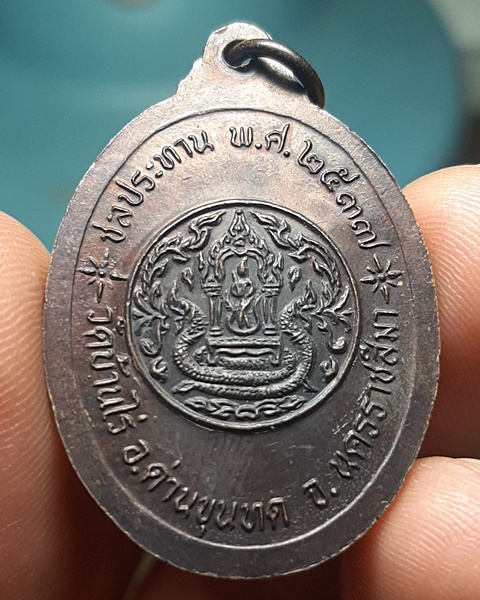 ชลประทาน พ.ศ. ๒๕๓๗
วัดบ้านไร่ อ.ด่านขุนทด จ.นครราชสีมา